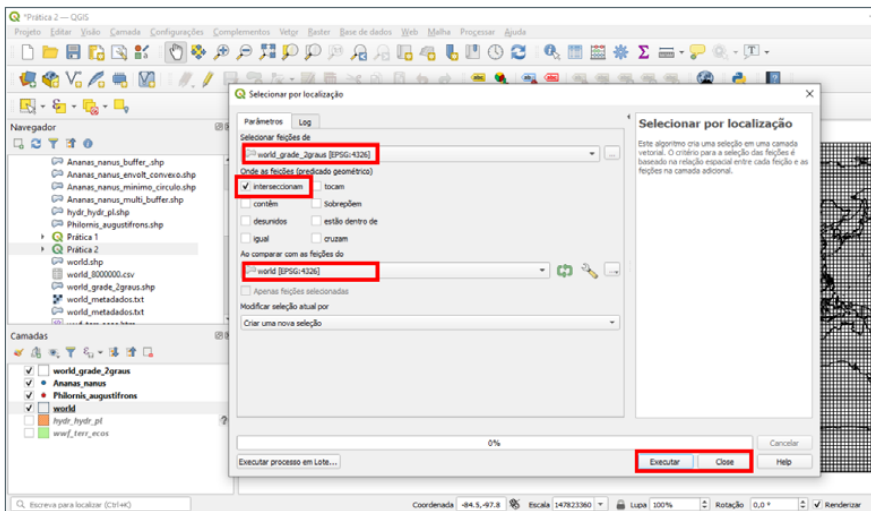 *Prática 2 — QGIS
Projeto Editar Visão Camada Configurações Complementos Vetor Raster Base de dados Web Malha Processar Ajuda
Selecionar por localização
Parâmetros Log
Selecionar feições de
world_grade_2graus [EPSG:4326]
Onde as feições (predicado geométrico)
interseccionam tocam
contém Sobrepõem
desunidos estão dentro de
igual cruzam
Ao comparar com as feições do
world [EPSG:4326]
Apenas feições selecionadas
Modificar seleção atual por
Criar uma nova seleção
0%
Cancelar
Executar processo em Lote...
Executar Close Help
Selecionar por localização
Este algoritmo cria uma seleção em uma camada
vetorial. O critério para a seleção das feições é
baseado na relação espacial entre cada feição e as
feições na camada adicional.
Navegador
Ananas_nanus_buffer_.shp
Ananas_nanus_envolt_convexo.shp
Ananas_nanus_minimo_circulo.shp
Ananas_nanus_multi_buffer.shp
hydr_hydr_pl.shp
Philornis_augustifrons.shp
Prática 1
Prática 2
world.shp
world_8000000.csv
world_grade_2graus.shp
world_metadados.txt
world_metadados.txt
Camadas
world_grade_2graus
Ananas_nanus
Philornis_augustifrons
world
hydr_hydr_pl
wwf_terr_ecos
Escreva para localizar (Ctrl+K)
Coordenada -84.5,-97.8 Escala 147823360 Lupa 100% Rotação 0,0 ° Renderizar